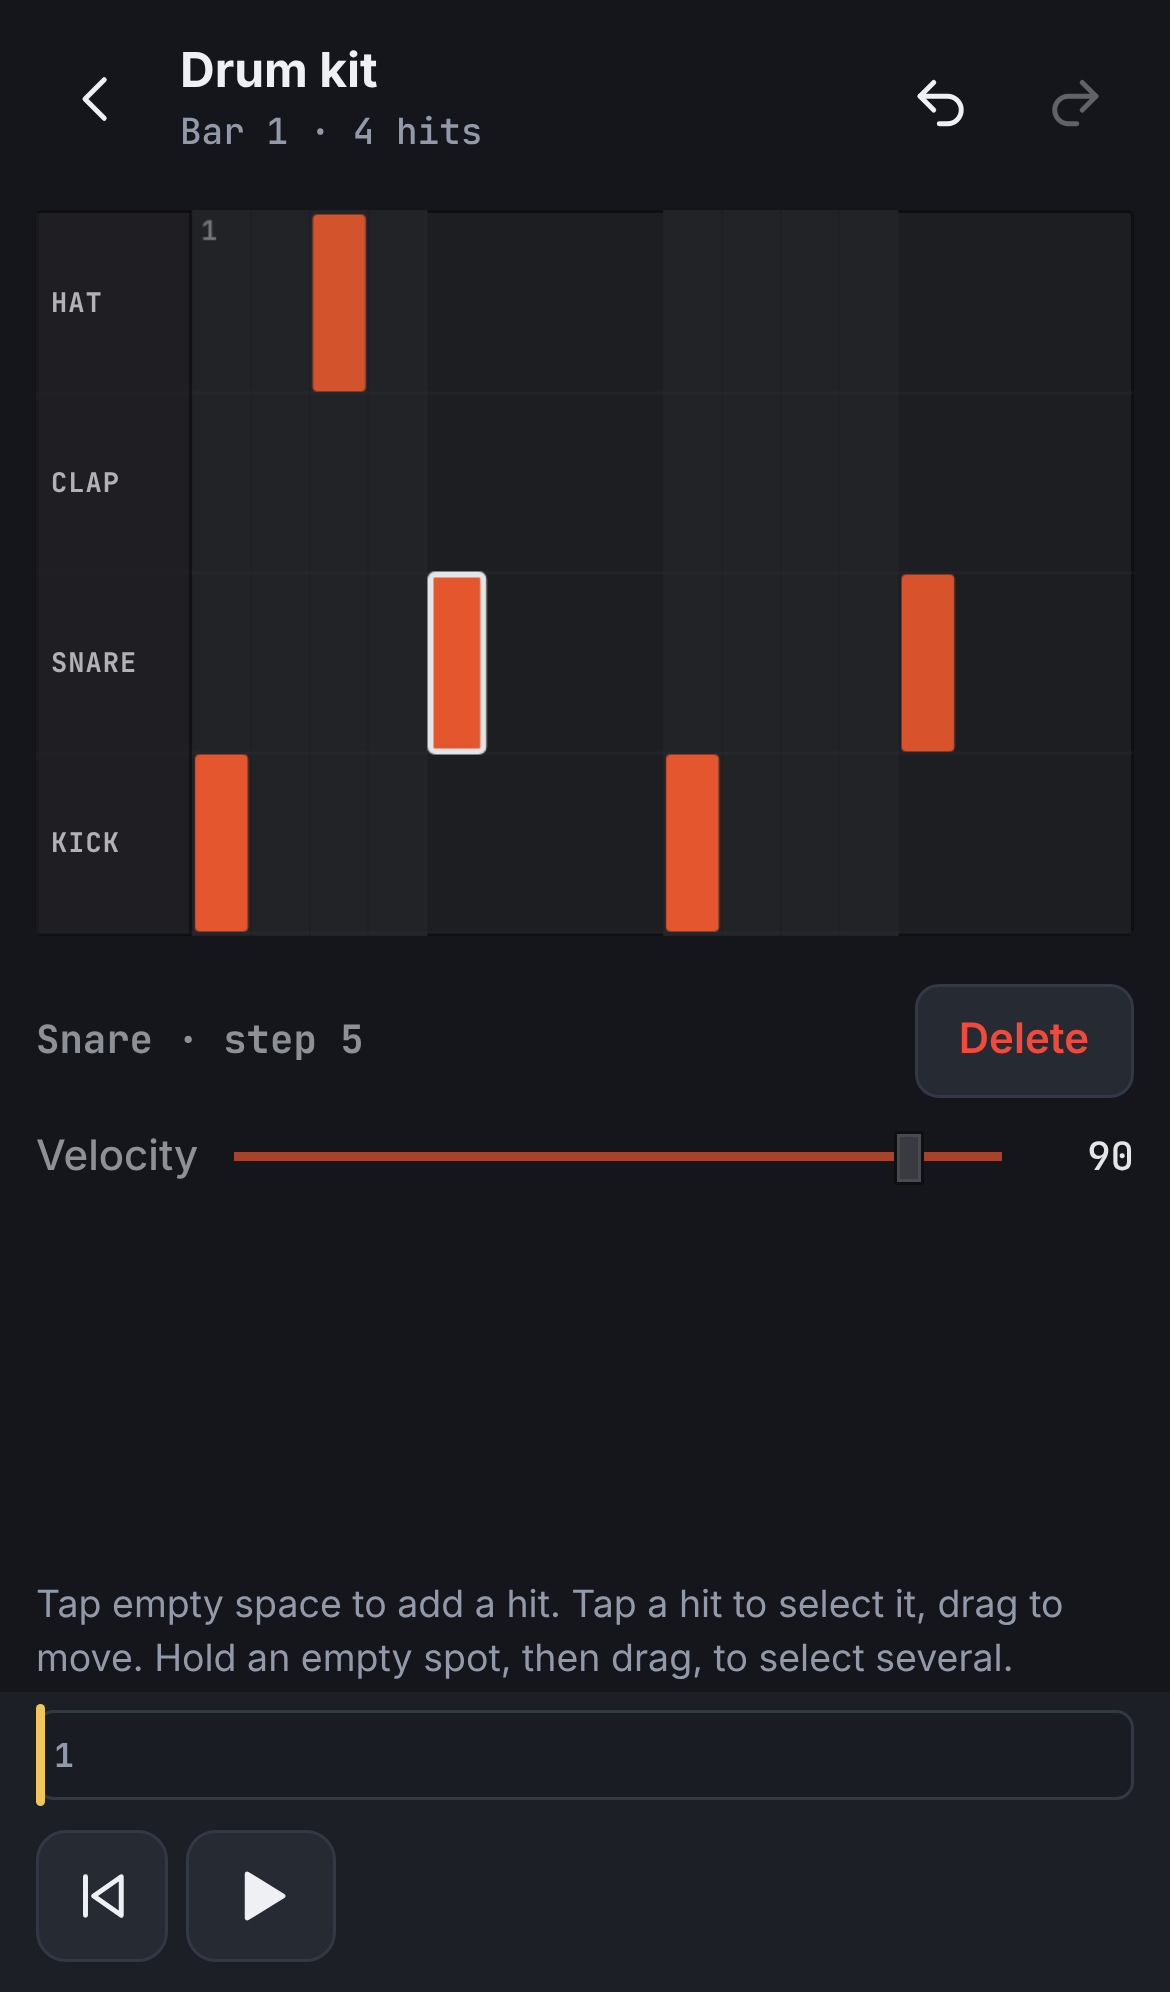 Drum kit
Bar 1 · 4 hits
1
HAT
CLAP
SNARE
KICK
Snare · step 5
Delete
Velocity
90
Tap empty space to add a hit. Tap a hit to select it, drag to
move. Hold an empty spot, then drag, to select several.
1